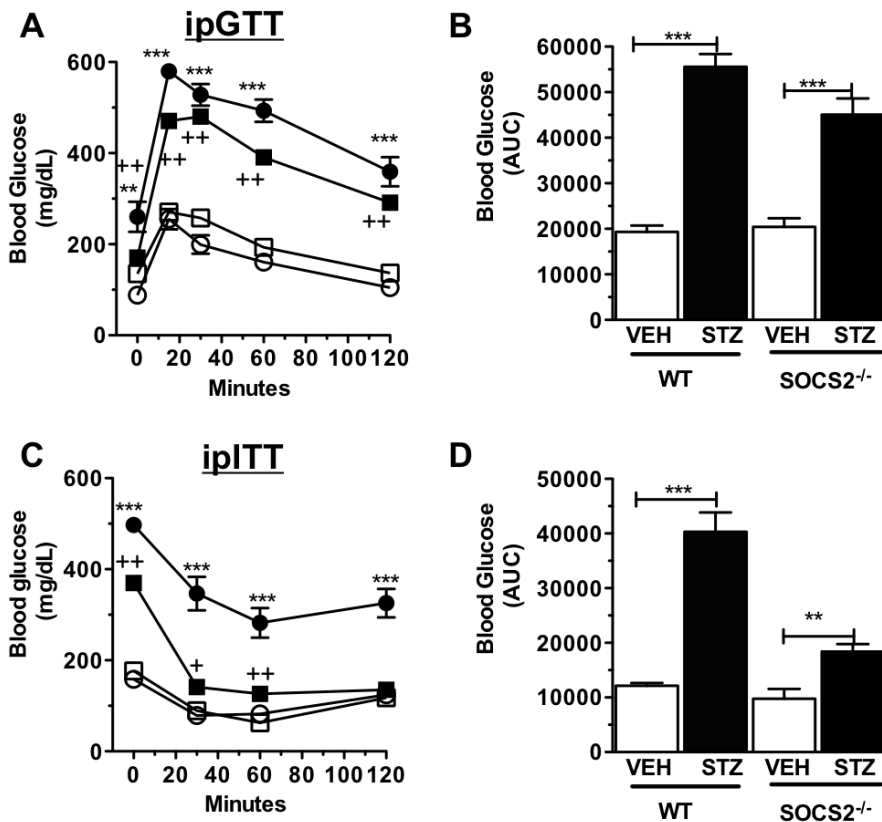 A
ipGTT
Blood Glucose
(mg/dL)
600
400
200
0
***
***
***
***
++
**
++
++
++
++
0 20 40 60 80 100 120
Minutes
B
Blood Glucose
(AUC)
60000
50000
40000
30000
20000
10000
0
***
***
VEH STZ VEH STZ
WT SOCS2-/-
C
ipITT
Blood glucose
(mg/dL)
600
400
200
0
***
***
***
***
++
+
++
0 20 40 60 80 100 120
Minutes
D
Blood Glucose
(AUC)
50000
40000
30000
20000
10000
0
***
**
VEH STZ VEH STZ
WT SOCS2-/-